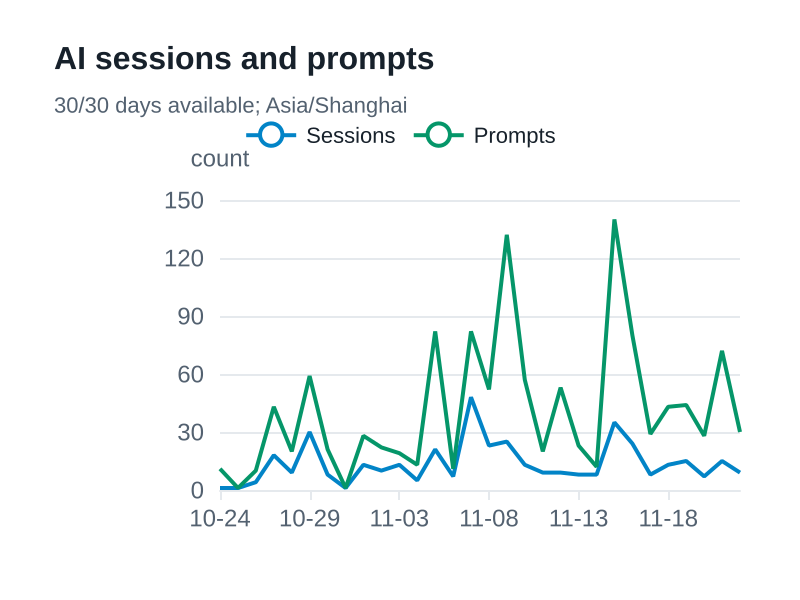 AI sessions and prompts
30/30 days available; Asia/Shanghai
Sessions Prompts
count
150
120
90
60
30
0
10-24 10-29 11-03 11-08 11-13 11-18